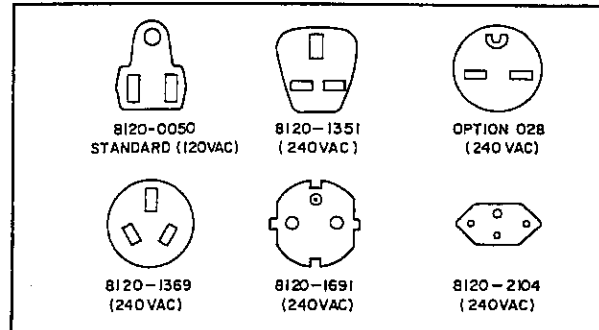 8120-0050
STANDARD (120VAC)
8120-1351
(240VAC)
OPTION 028
(240 VAC)
8120-1369
(240VAC)
8120-1691
(240VAC)
8120-2104
(240VAC)